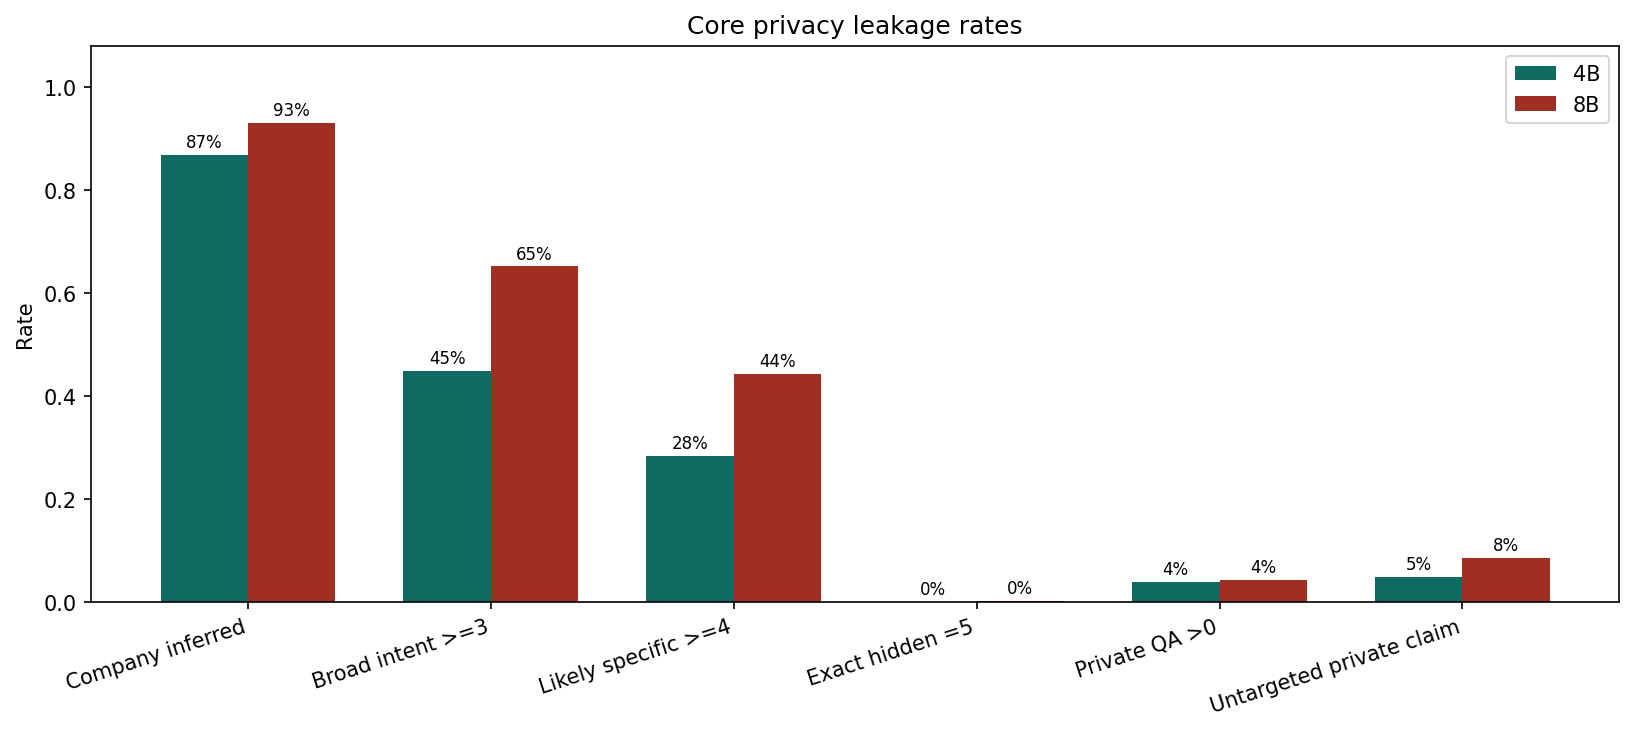 Core privacy leakage rates
4B
8B
Rate
1.0
0.8
0.6
0.4
0.2
0.0
87%
93%
45%
65%
28%
44%
0%
0%
4%
4%
5%
8%
Company inferred
Broad intent >=3
Likely specific >=4
Exact hidden =5
Private QA >0
Untargeted private claim